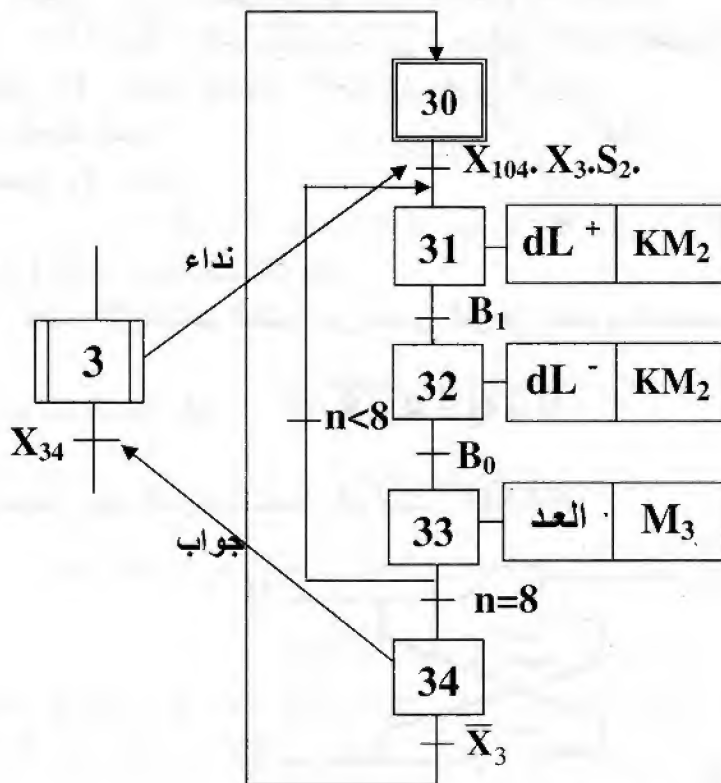 30
X₁₀₄. X₃.S₂.
31 dL⁺ KM₂
نداء
B₁
3
32 dL⁻ KM₂
n<8
X₃₄
B₀
جواب
33 العد M₃
n=8
34
X̅₃